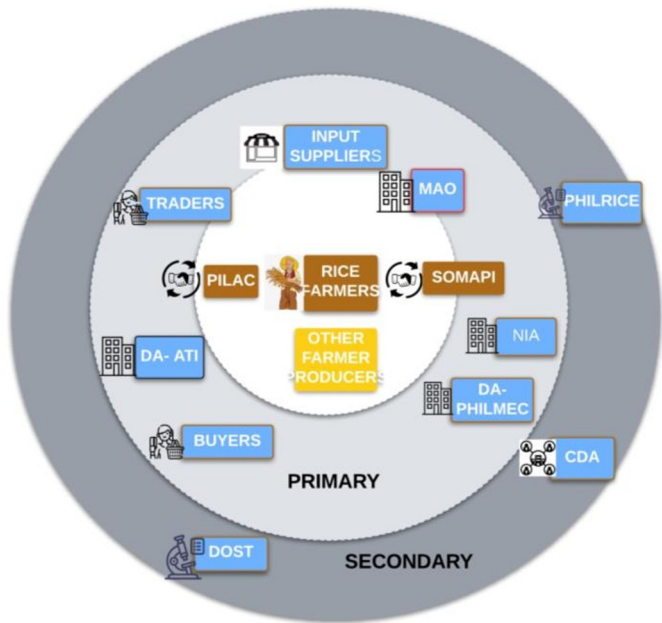 INPUT
SUPPLIERS
MAO
TRADERS
PHILRICE
PILAC
RICE
FARMERS
SOMAPI
OTHER
FARMER
PRODUCERS
NIA
DA- ATI
DA-
PHILMEC
BUYERS
CDA
PRIMARY
DOST
SECONDARY